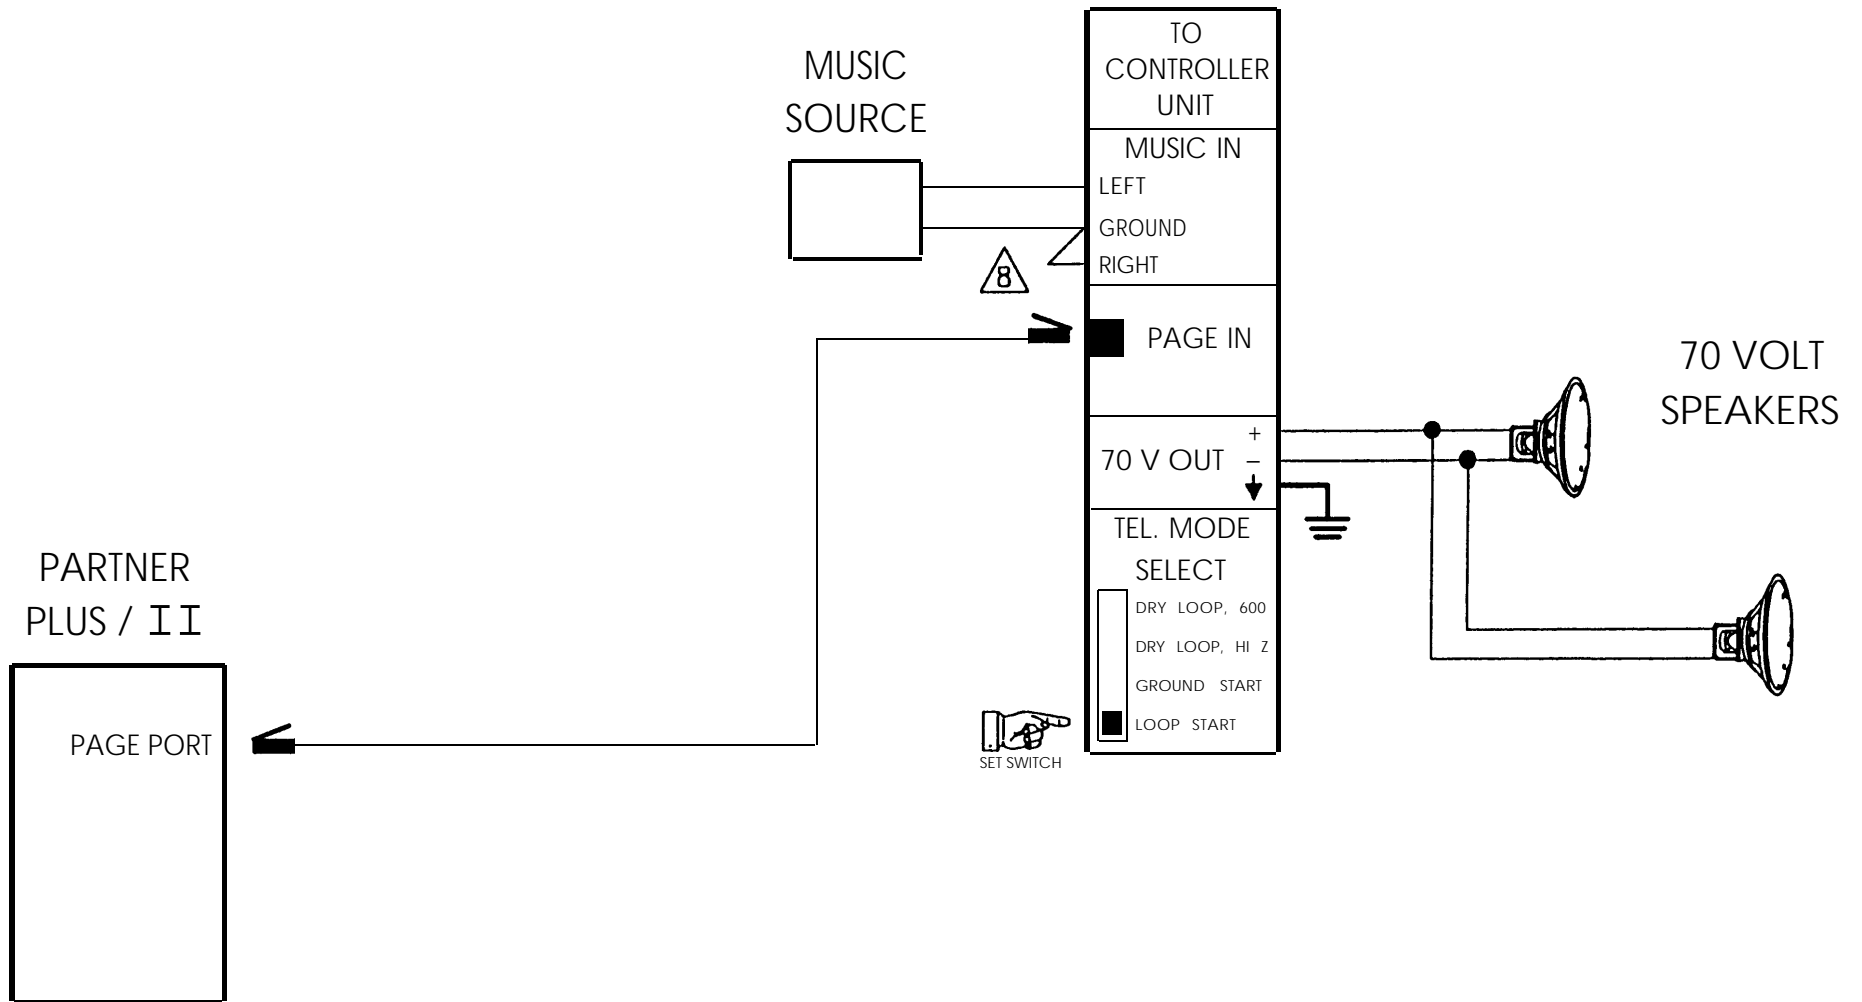 MUSIC
SOURCE
TO
CONTROLLER
UNIT
MUSIC IN
LEFT
GROUND
RIGHT
8
PAGE IN
70 V OUT + –
70 VOLT
SPEAKERS
TEL. MODE
SELECT
DRY LOOP, 600
DRY LOOP, HI Z
GROUND START
LOOP START
SET SWITCH
PARTNER
PLUS / II
PAGE PORT